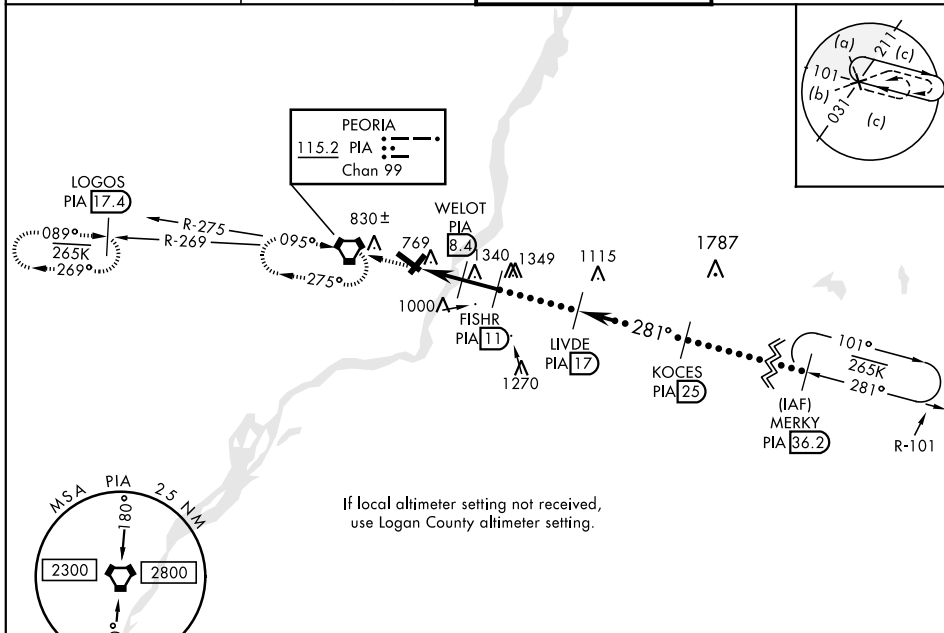 (a)
211
(c)
101
(b)
031
(c)
PEORIA
115.2 PIA
Chan 99
LOGOS
PIA 17.4
R-275
R-269
089°
265K
269°
830 ±
095°
275°
769
WELOT
PIA
8.4
1340
1349
1115
1787
1000
FISHR
PIA 11
1270
LIVDE
PIA 17
281°
KOCES
PIA 25
101°
265K
281°
(IAF)
MERKY
PIA 36.2
R-101
If local altimeter setting not received,
use Logan County altimeter setting.
MSA PIA 25 NM
180°
2300
2800